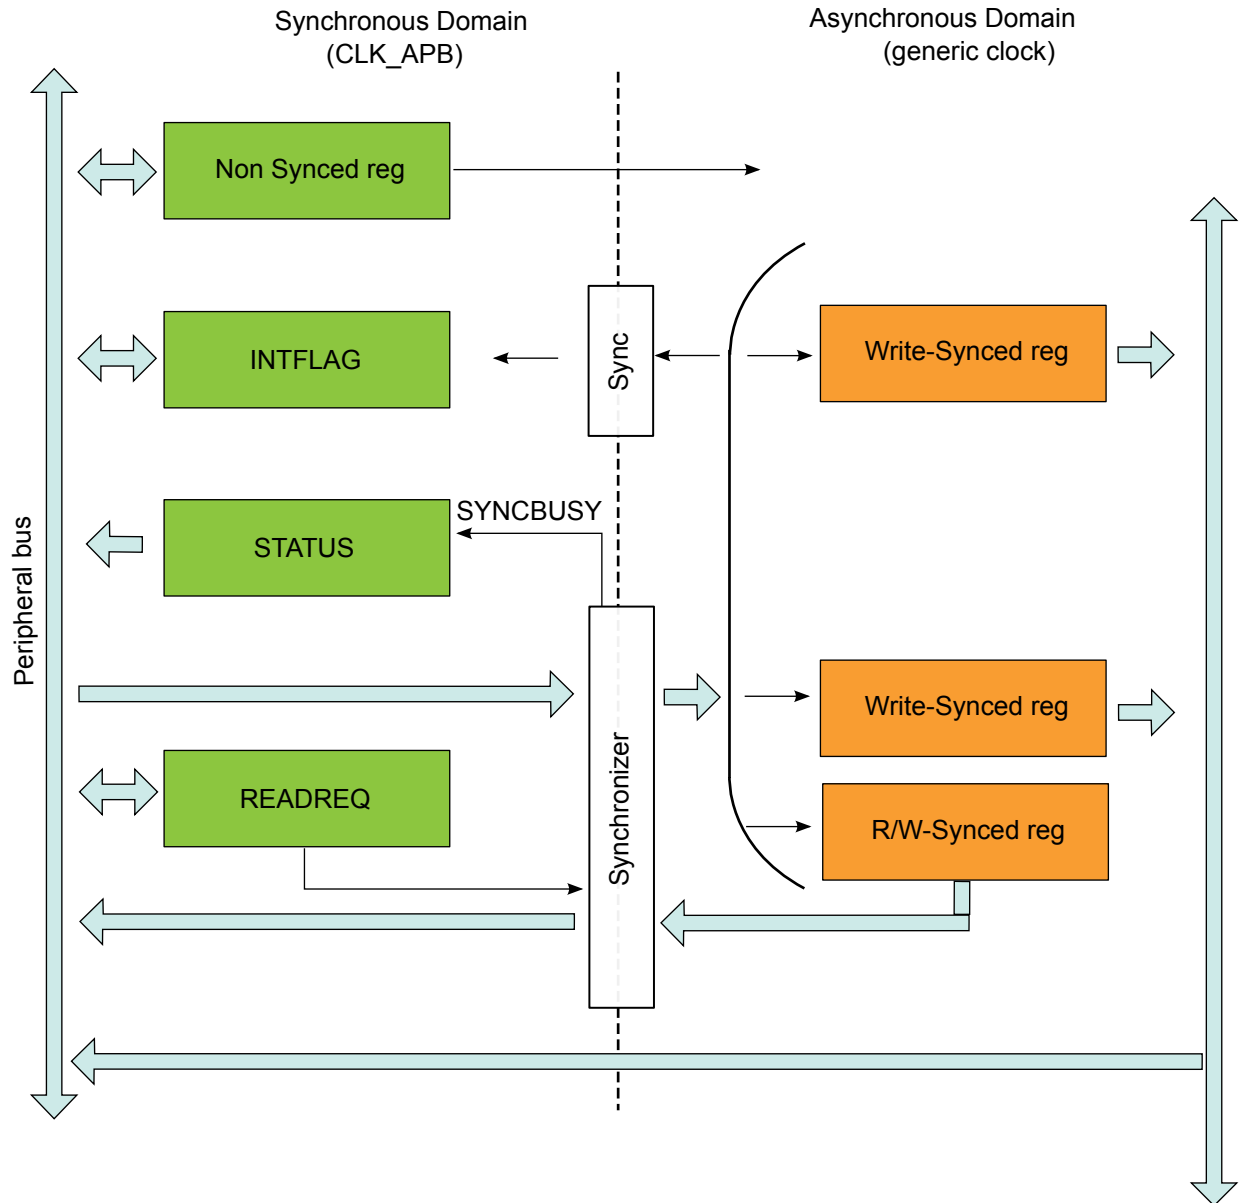 Synchronous Domain
(CLK_APB)
Asynchronous Domain
(generic clock)
Non Synced reg
INTFLAG
Sync
Write-Synced reg
SYNCBUSY
STATUS
Peripheral bus
Synchronizer
Write-Synced reg
READREQ
R/W-Synced reg